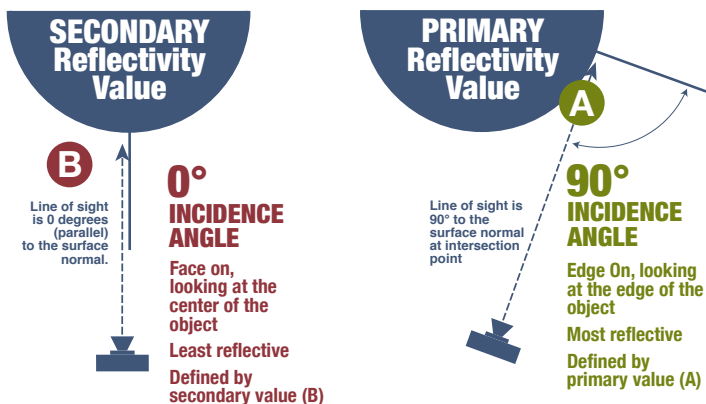 SECONDARY
Reflectivity
Value
B
Line of sight
is 0 degrees
(parallel)
to the surface
normal.
0°
INCIDENCE
ANGLE
Face on,
looking at the
center of the
object
Least reflective
Defined by
secondary value (B)
PRIMARY
Reflectivity
Value
A
Line of sight is
90° to the
surface normal
at intersection
point
90°
INCIDENCE
ANGLE
Edge On, looking
at the edge of the
object
Most reflective
Defined by
primary value (A)